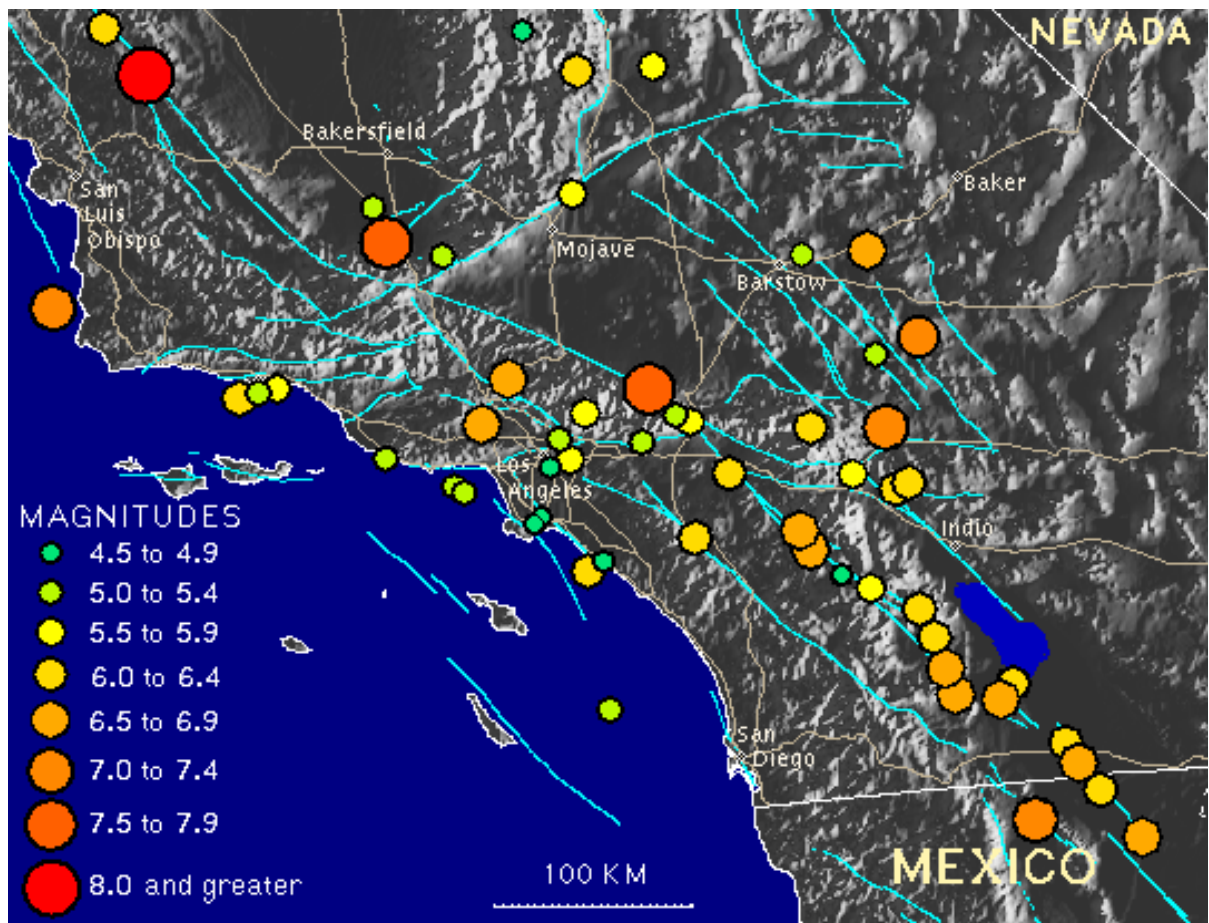 NEVADA
Bakersfield
Baker
San
Luis
Obispo
Mojave
Barstow
Los
Angeles
MAGNITUDES
4.5 to 4.9
5.0 to 5.4
5.5 to 5.9
6.0 to 6.4
6.5 to 6.9
7.0 to 7.4
7.5 to 7.9
8.0 and greater
Indio
San
Diego
100 KM
MEXICO